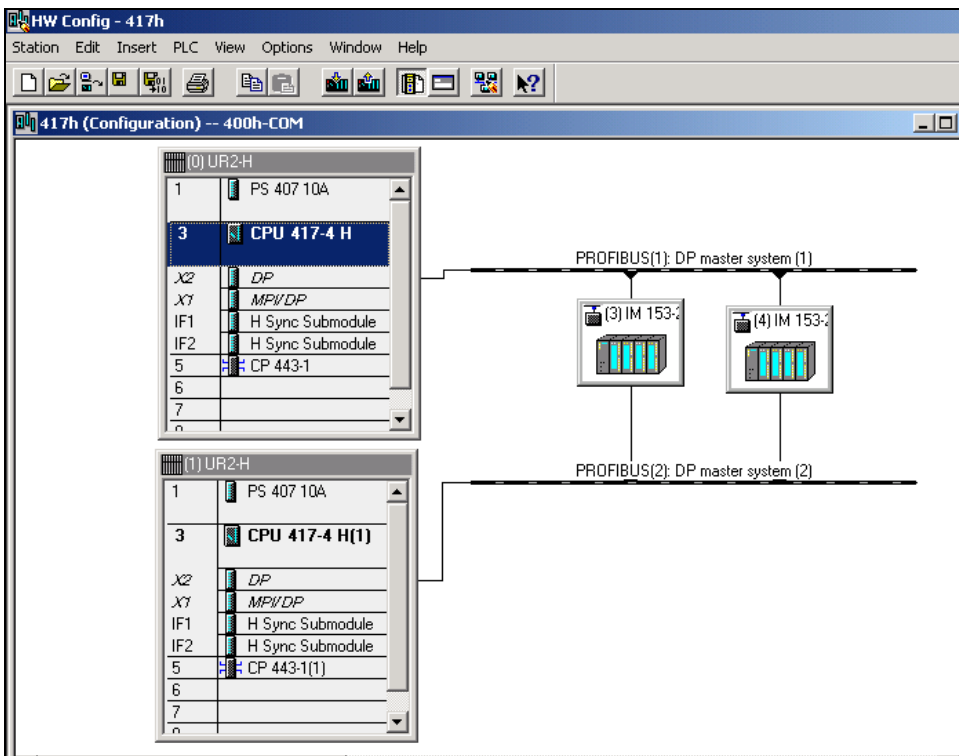 HW Config - 417h
Station Edit Insert PLC View Options Window Help
417h (Configuration) -- 400h-COM
(0) UR2-H
1 PS 407 10A
3 CPU 417-4 H
X2 DP
X1 MPI/DP
IF1 H Sync Submodule
IF2 H Sync Submodule
5 CP 443-1
6
7
PROFIBUS(1): DP master system (1)
(3) IM 153-2
(4) IM 153-2
(1) UR2-H
1 PS 407 10A
3 CPU 417-4 H(1)
X2 DP
X1 MPI/DP
IF1 H Sync Submodule
IF2 H Sync Submodule
5 CP 443-1(1)
6
7
PROFIBUS(2): DP master system (2)